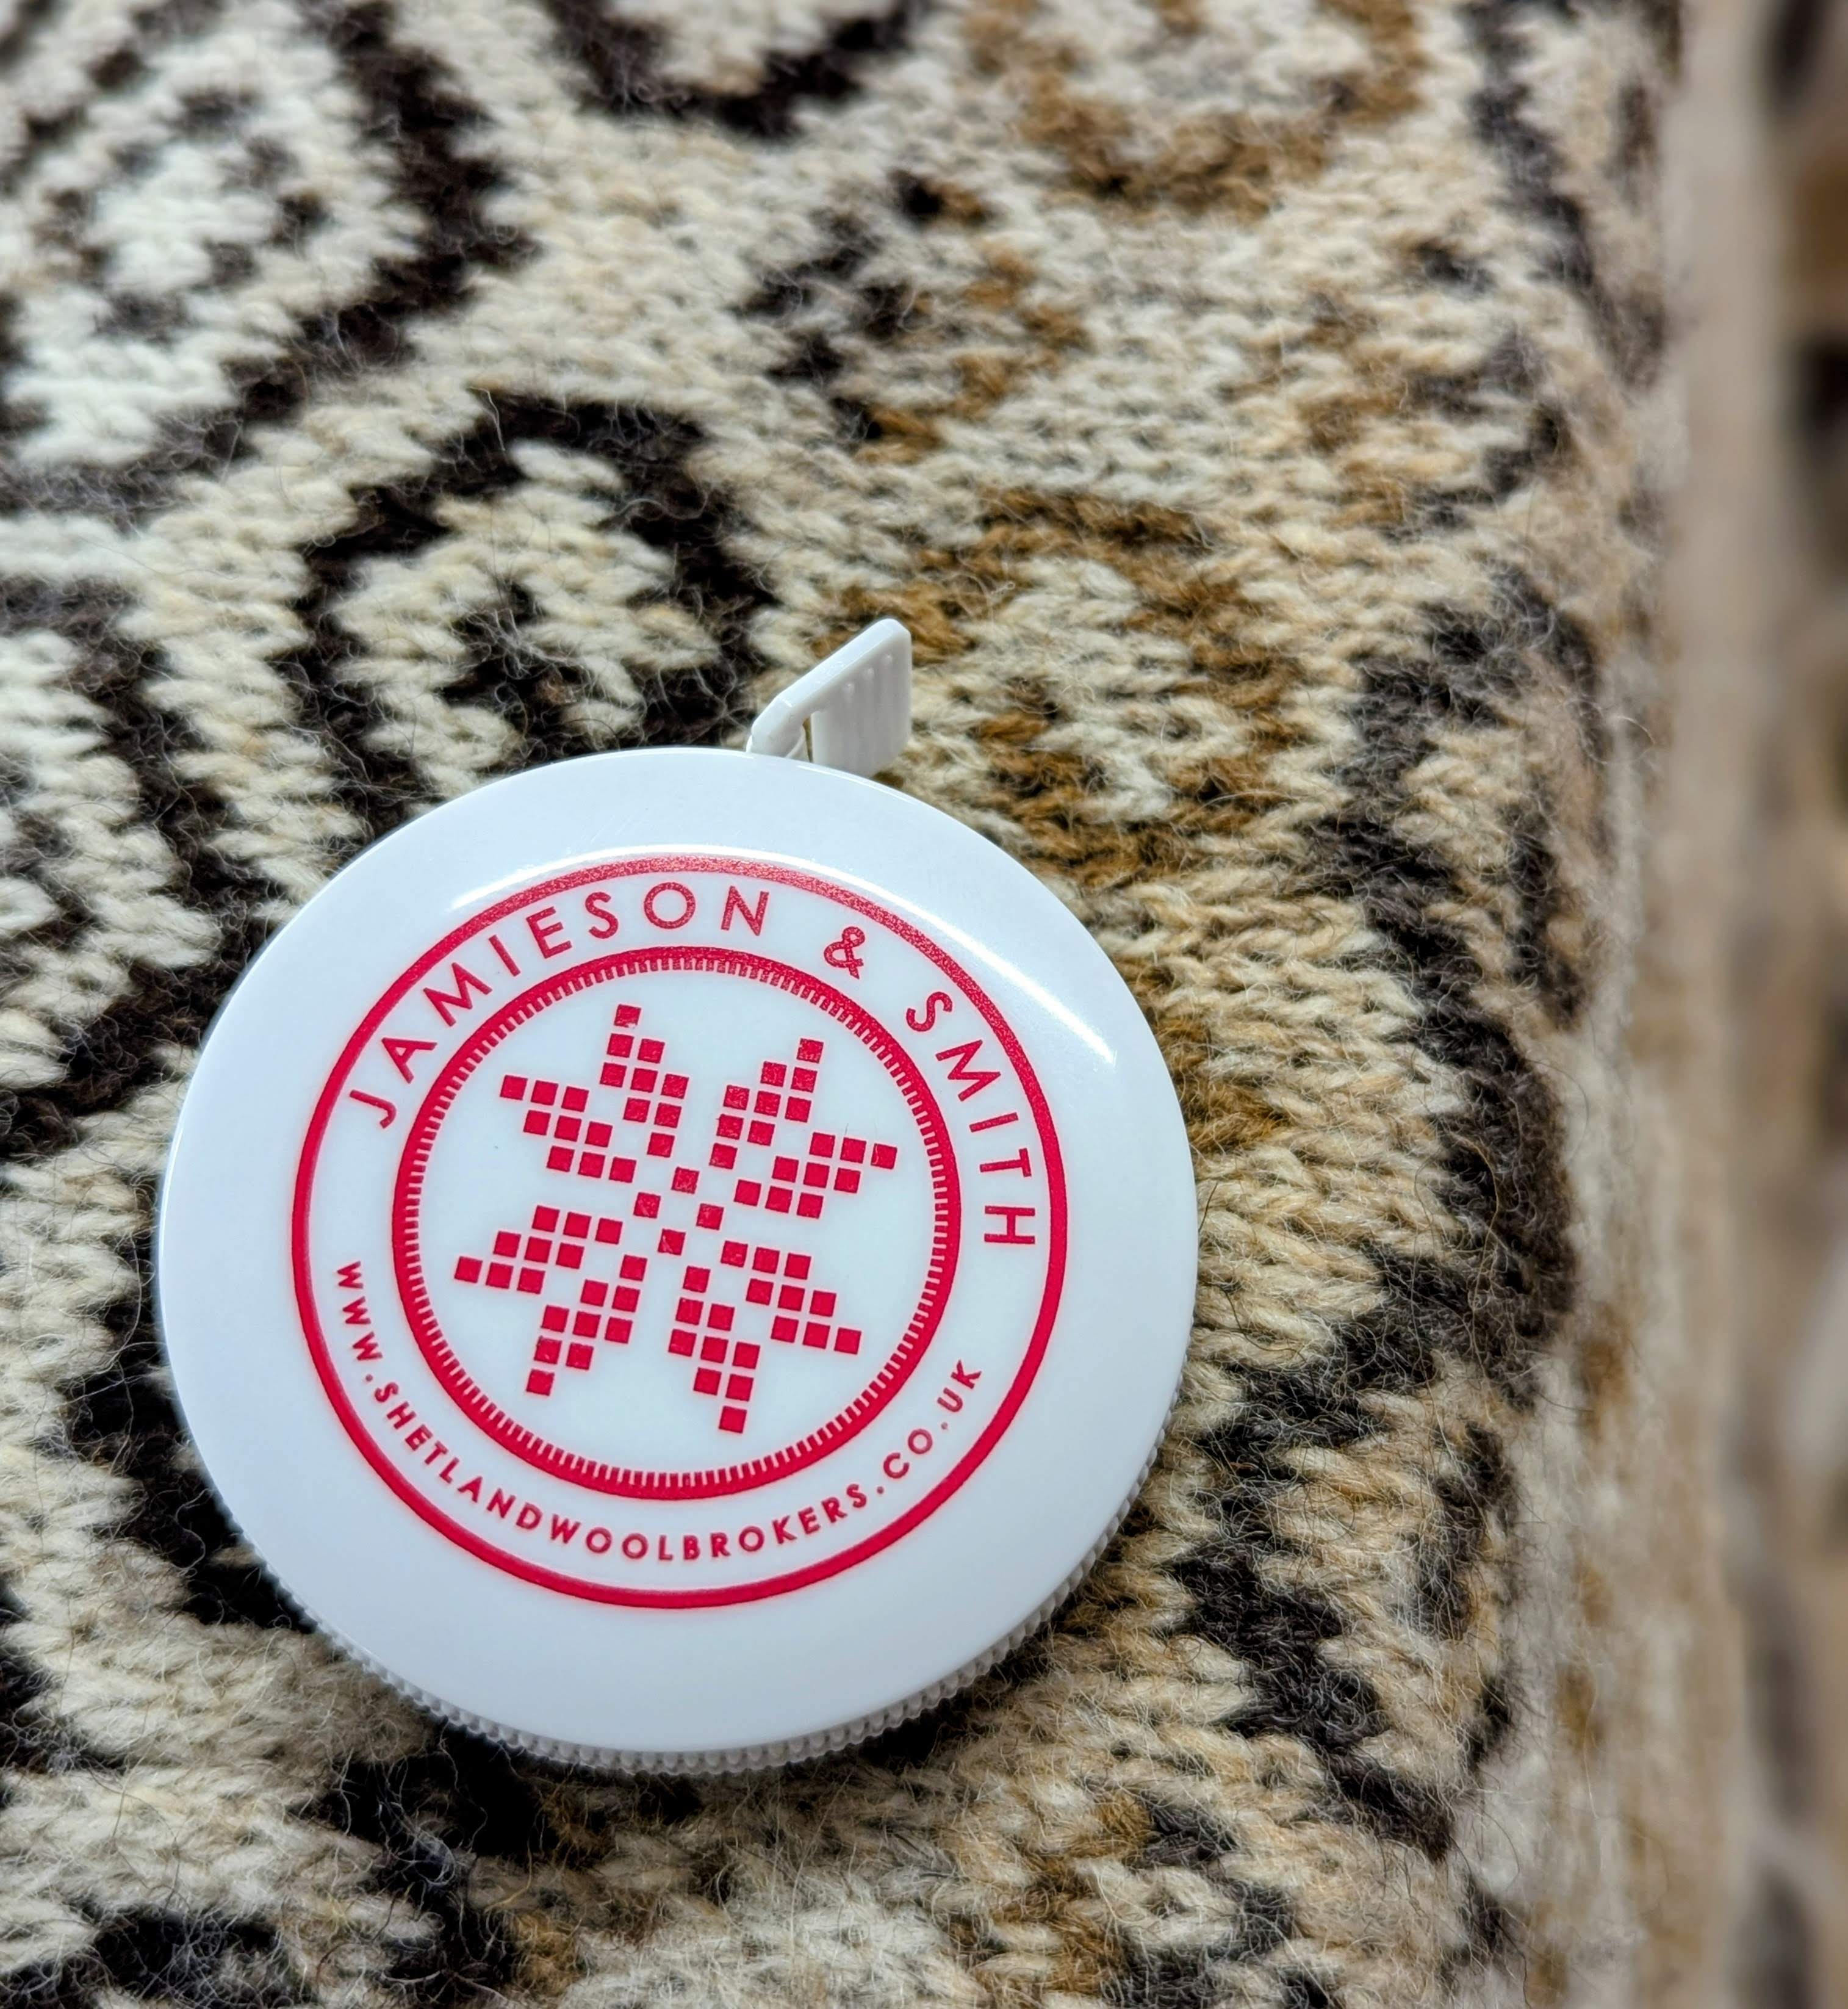 JAMIESON & SMITH
WWW.SHETLANDWOOLBROKERS.CO.UK